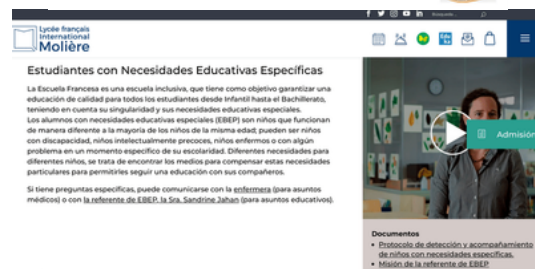 Búsqueda
Lycée français
International
Molière
Estudiantes con Necesidades Educativas Específicas
La Escuela Francesa es una escuela inclusiva, que tiene como objetivo garantizar una
educación de calidad para todos los estudiantes desde Infantil hasta el Bachillerato,
teniendo en cuenta su singularidad y sus necesidades educativas especiales.
Los alumnos con necesidades educativas especiales (EBEP) son niños que funcionan
de manera diferente a la mayoría de los niños de la misma edad; pueden ser niños
con discapacidad, niños intelectualmente precoces, niños enfermos o con algún
problema en un momento específico de su escolaridad. Diferentes necesidades para
diferentes niños, se trata de encontrar los medios para compensar estas necesidades
particulares para permitirles seguir una educación con sus compañeros.
Si tiene preguntas específicas, puede comunicarse con la enfermera (para asuntos
médicos) o con la referente de EBEP, la Sra. Sandrine Jahan (para asuntos educativos).
Admisión
Documentos
• Protocolo de detección y acompañamiento
de niños con necesidades específicas.
• Misión de la referente de EBEP